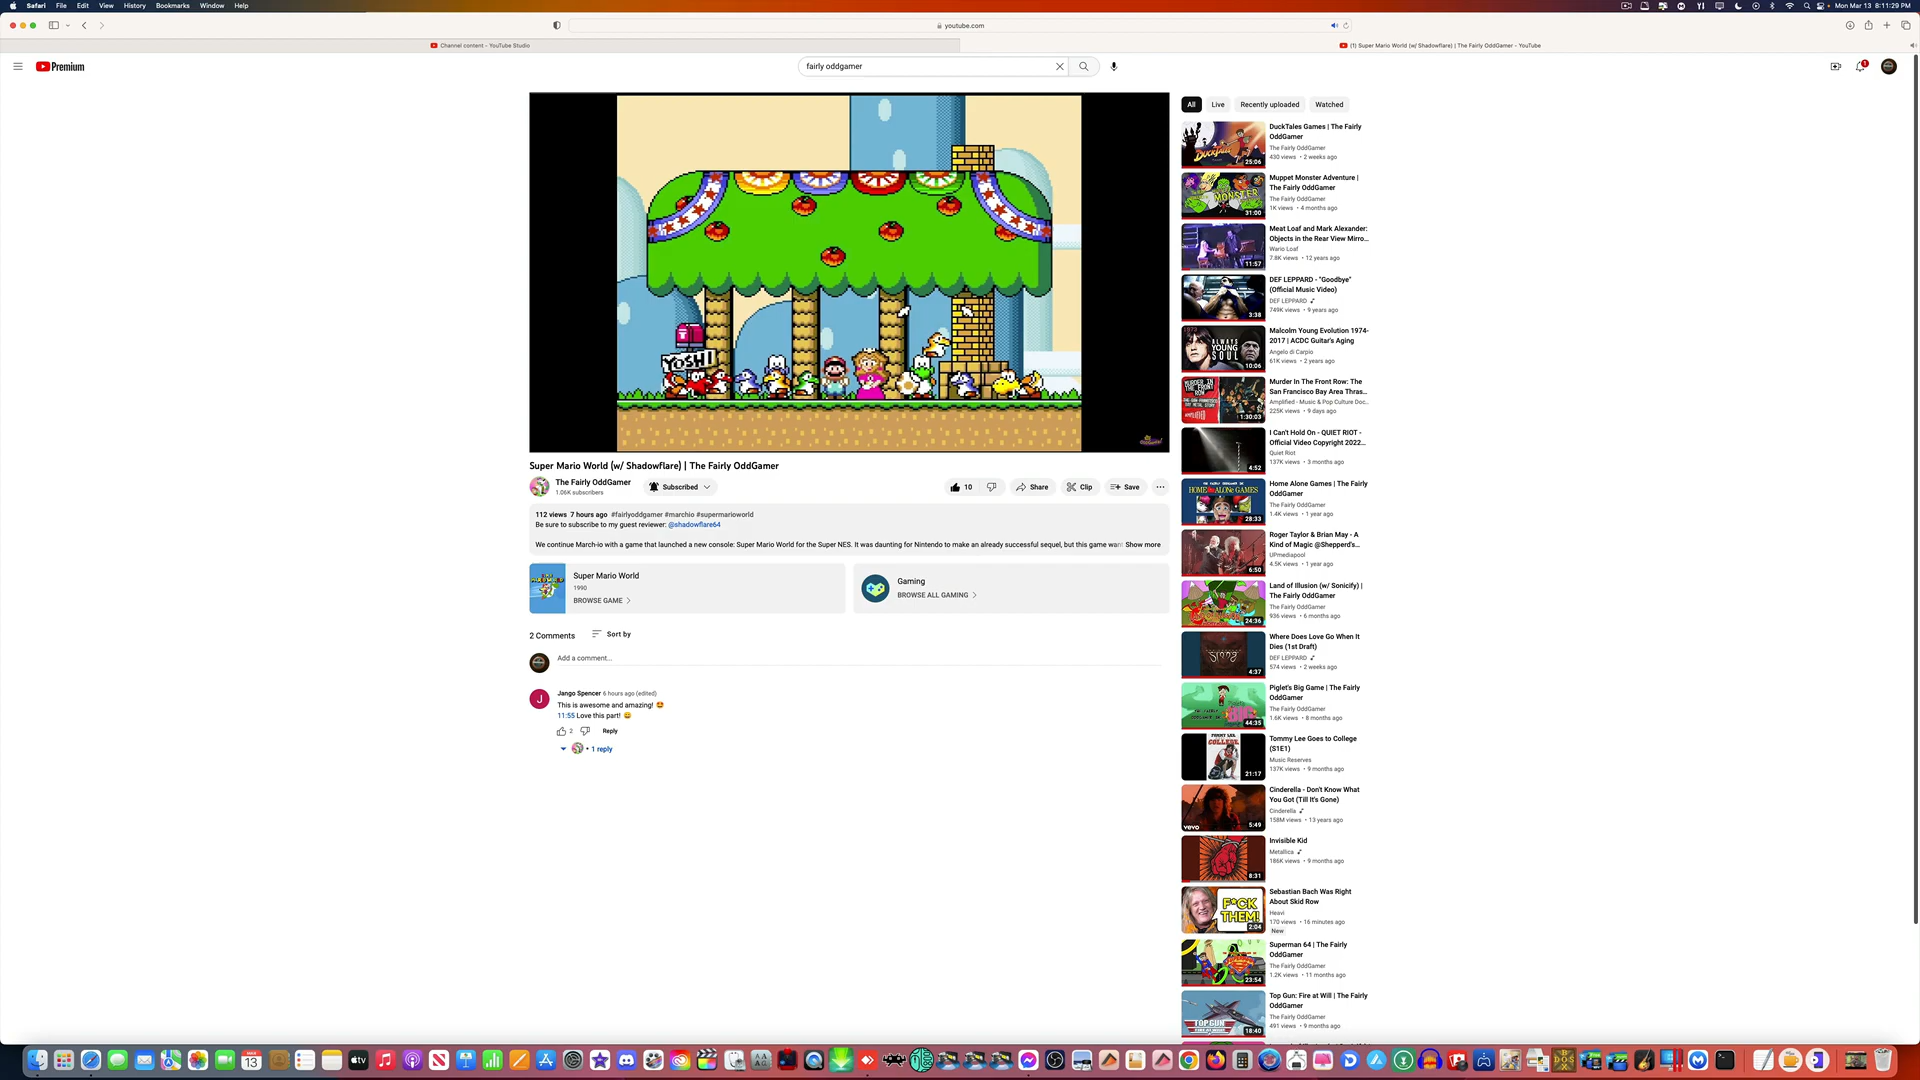 Safari File Edit View History Bookmarks Window Help
Mon Mar 13 8:11:29 PM
youtube.com
Channel content - YouTube Studio
(1) Super Mario World (w/ Shadowflare) | The Fairly OddGamer - YouTube
Premium
fairly oddgamer
1
YOSHI
Super Mario World (w/ Shadowflare) | The Fairly OddGamer
The Fairly OddGamer
1.06K subscribers
Subscribed
10
Share
Clip
Save
112 views 7 hours ago #fairlyoddgamer #marchio #supermarioworld
Be sure to subscribe to my guest reviewer: @shadowflare64
We continue March-io with a game that launched a new console: Super Mario World for the Super NES. It was daunting for Nintendo to make an already successful sequel, but this game wan Show more
Super Mario World
1990
BROWSE GAME
Gaming
BROWSE ALL GAMING
2 Comments
Sort by
Add a comment...
J
Jango Spencer 6 hours ago (edited)
This is awesome and amazing! 🤩
11:55 Love this part! 😄
2
Reply
• 1 reply
All
Live
Recently uploaded
Watched
25:06
DuckTales Games | The Fairly
OddGamer
The Fairly OddGamer
430 views • 2 weeks ago
MONSTER
31:00
Muppet Monster Adventure |
The Fairly OddGamer
The Fairly OddGamer
1K views • 4 months ago
11:57
Meat Loaf and Mark Alexander:
Objects in the Rear View Mirro...
Wario Loaf
7.8K views • 12 years ago
3:38
DEF LEPPARD - "Goodbye"
(Official Music Video)
DEF LEPPARD
749K views • 9 years ago
ALWAYS
YOUNG
SOUL
10:06
Malcolm Young Evolution 1974-
2017 | ACDC Guitar's Aging
Angelo di Carpio
61K views • 2 years ago
MURDER IN
THE FRONT
ROW
1:30:03
Murder In The Front Row: The
San Francisco Bay Area Thras...
Amplified - Music & Pop Culture Doc...
225K views • 9 days ago
4:52
I Can't Hold On - QUIET RIOT -
Official Video Copyright 2022...
Quiet Riot
137K views • 3 months ago
HOME ALONE GAMES
28:33
Home Alone Games | The Fairly
OddGamer
The Fairly OddGamer
1.4K views • 1 year ago
6:50
Roger Taylor & Brian May - A
Kind of Magic @Shepperd's...
UPmediapool
4.5K views • 1 year ago
24:36
Land of Illusion (w/ Sonicify) |
The Fairly OddGamer
The Fairly OddGamer
936 views • 6 months ago
4:37
Where Does Love Go When It
Dies (1st Draft)
DEF LEPPARD
574 views • 2 weeks ago
44:35
Piglet's Big Game | The Fairly
OddGamer
The Fairly OddGamer
1.6K views • 8 months ago
TOMMY LEE
COLLEGE
21:17
Tommy Lee Goes to College
(S1E1)
Music Reserves
137K views • 9 months ago
vevo
5:49
Cinderella - Don't Know What
You Got (Till It's Gone)
Cinderella
158M views • 13 years ago
8:31
Invisible Kid
Metallica
186K views • 9 months ago
F*CK
THEM!
2:04
Sebastian Bach Was Right
About Skid Row
Heavi
170 views • 16 minutes ago
New
23:54
Superman 64 | The Fairly
OddGamer
The Fairly OddGamer
1.2K views • 11 months ago
TOP GUN
18:40
Top Gun: Fire at Will | The Fairly
OddGamer
The Fairly OddGamer
491 views • 9 months ago
MAR
13
tv